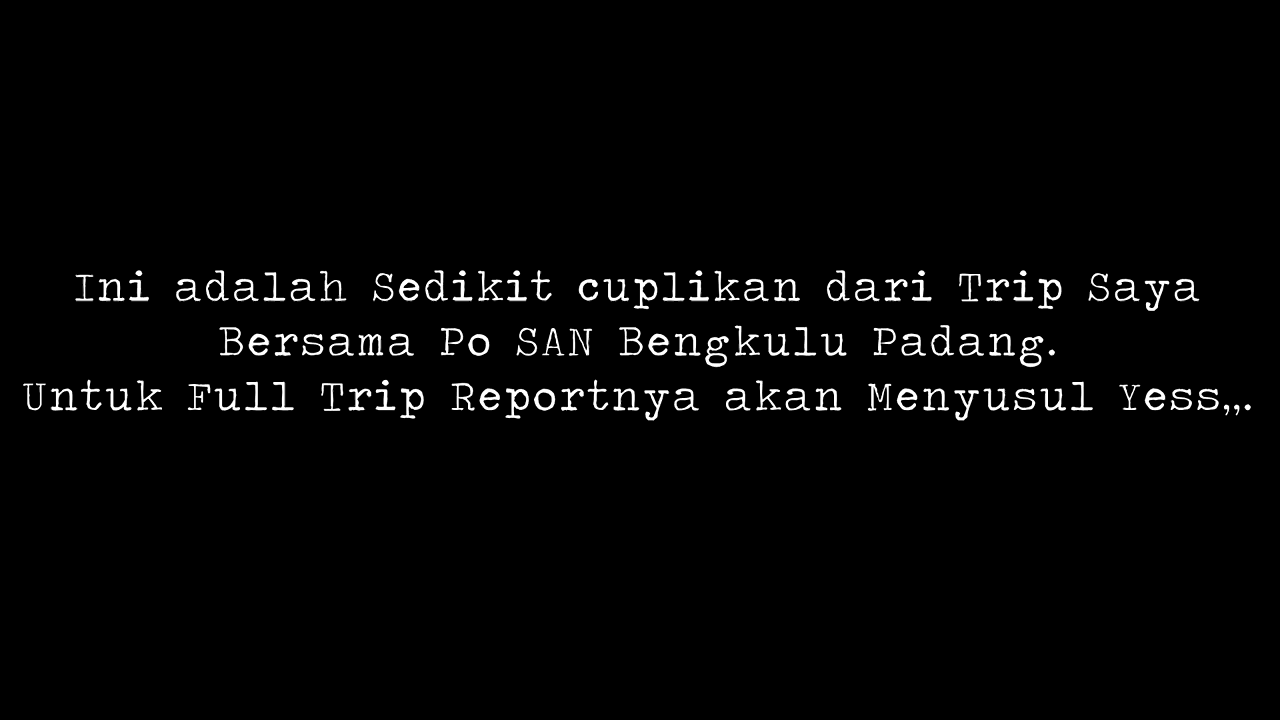 Ini adalah Sedikit cuplikan dari Trip Saya
Bersama Po SAN Bengkulu Padang.
Untuk Full Trip Reportnya akan Menyusul Yess,,.